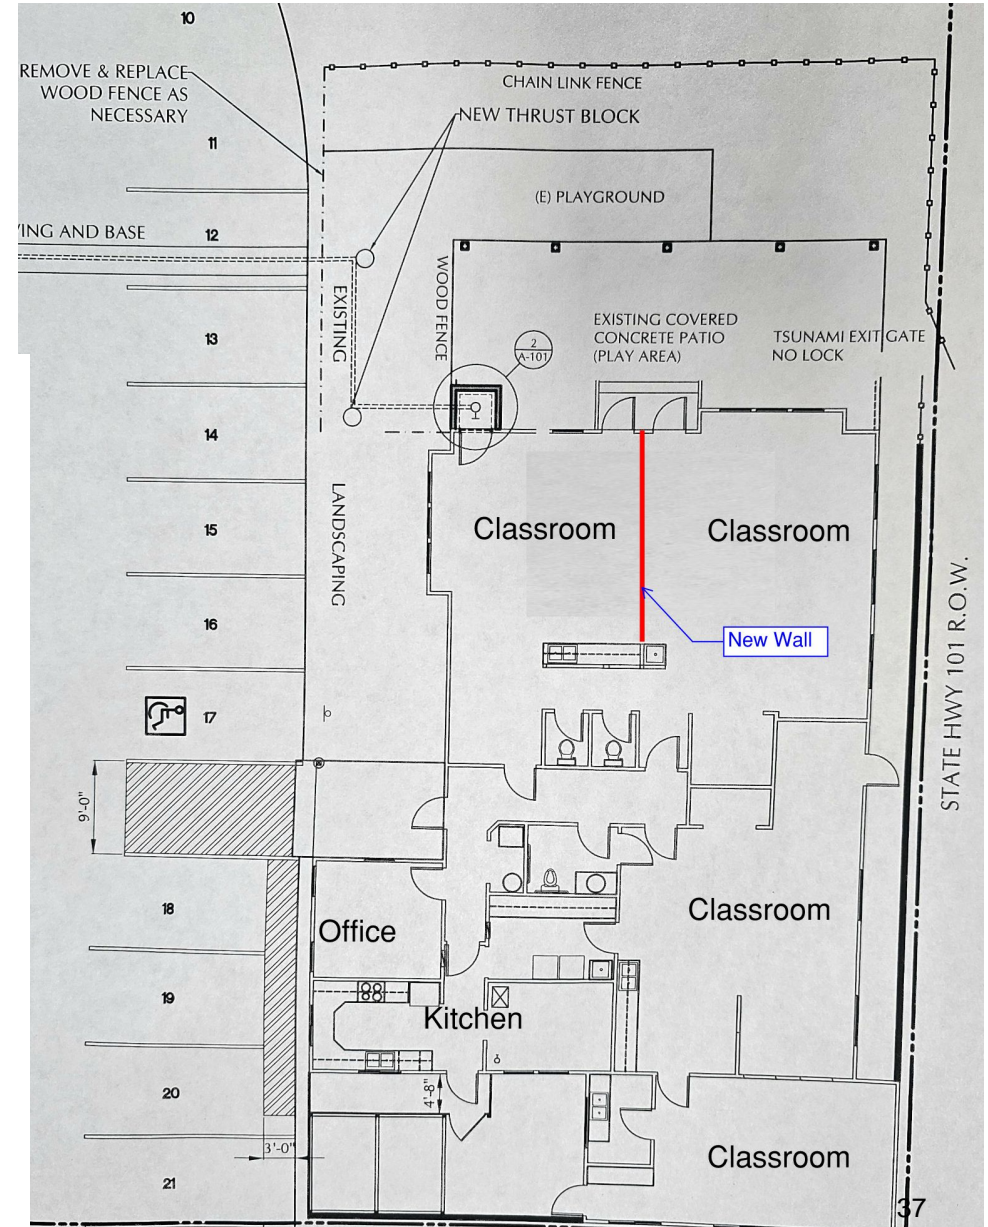 10
REMOVE & REPLACE
WOOD FENCE AS
NECESSARY
CHAIN LINK FENCE
NEW THRUST BLOCK
11
(E) PLAYGROUND
VING AND BASE
12
WOOD FENCE
EXISTING
EXISTING COVERED
CONCRETE PATIO
(PLAY AREA)
TSUNAMI EXIT GATE
NO LOCK
13
2
A-101
14
LANDSCAPING
15
Classroom
Classroom
16
New Wall
STATE HWY 101 R.O.W.
17
9'-0"
18
Office
Classroom
19
Kitchen
20
4'-8"
3'-0"
Classroom
21
37